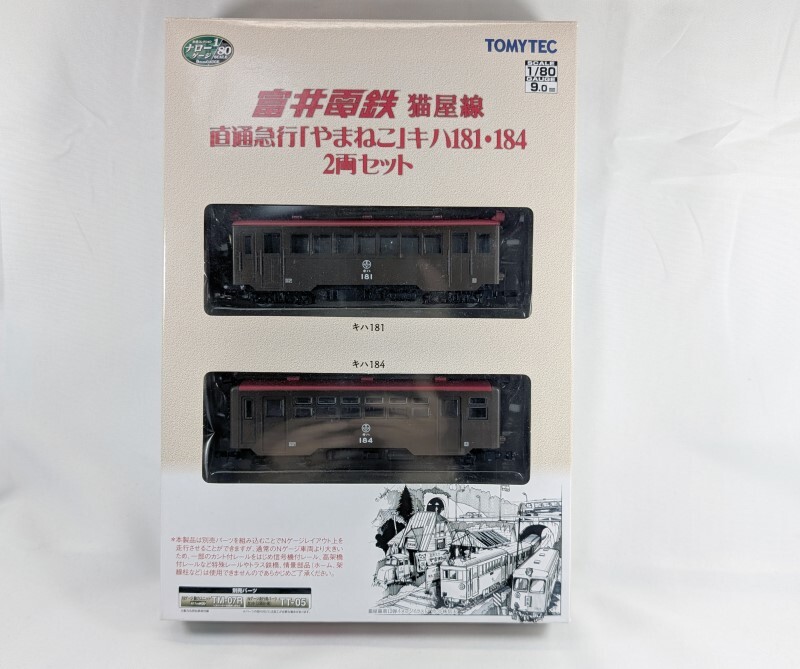 ナローゲージ 1/80
TOMYTEC
SCALE
1/80
GAUGE
9.0㎜
富井電鉄 猫屋線
直通急行「やまねこ」キハ181・184
2両セット
181
キハ181
キハ184
184
*本製品は別売パーツを組み込むことでNゲージレイアウト上を
走行させることができますが、通常のNゲージ車両より大きい
ため、一部のカント付レールをはじめ信号機付レール、高架橋
付レールなど特殊レールやトラス鉄橋、情景部品(ホーム、架
線柱など)は使用できませんのであらかじめご了承ください。
別売パーツ
TM-07R
TT-05